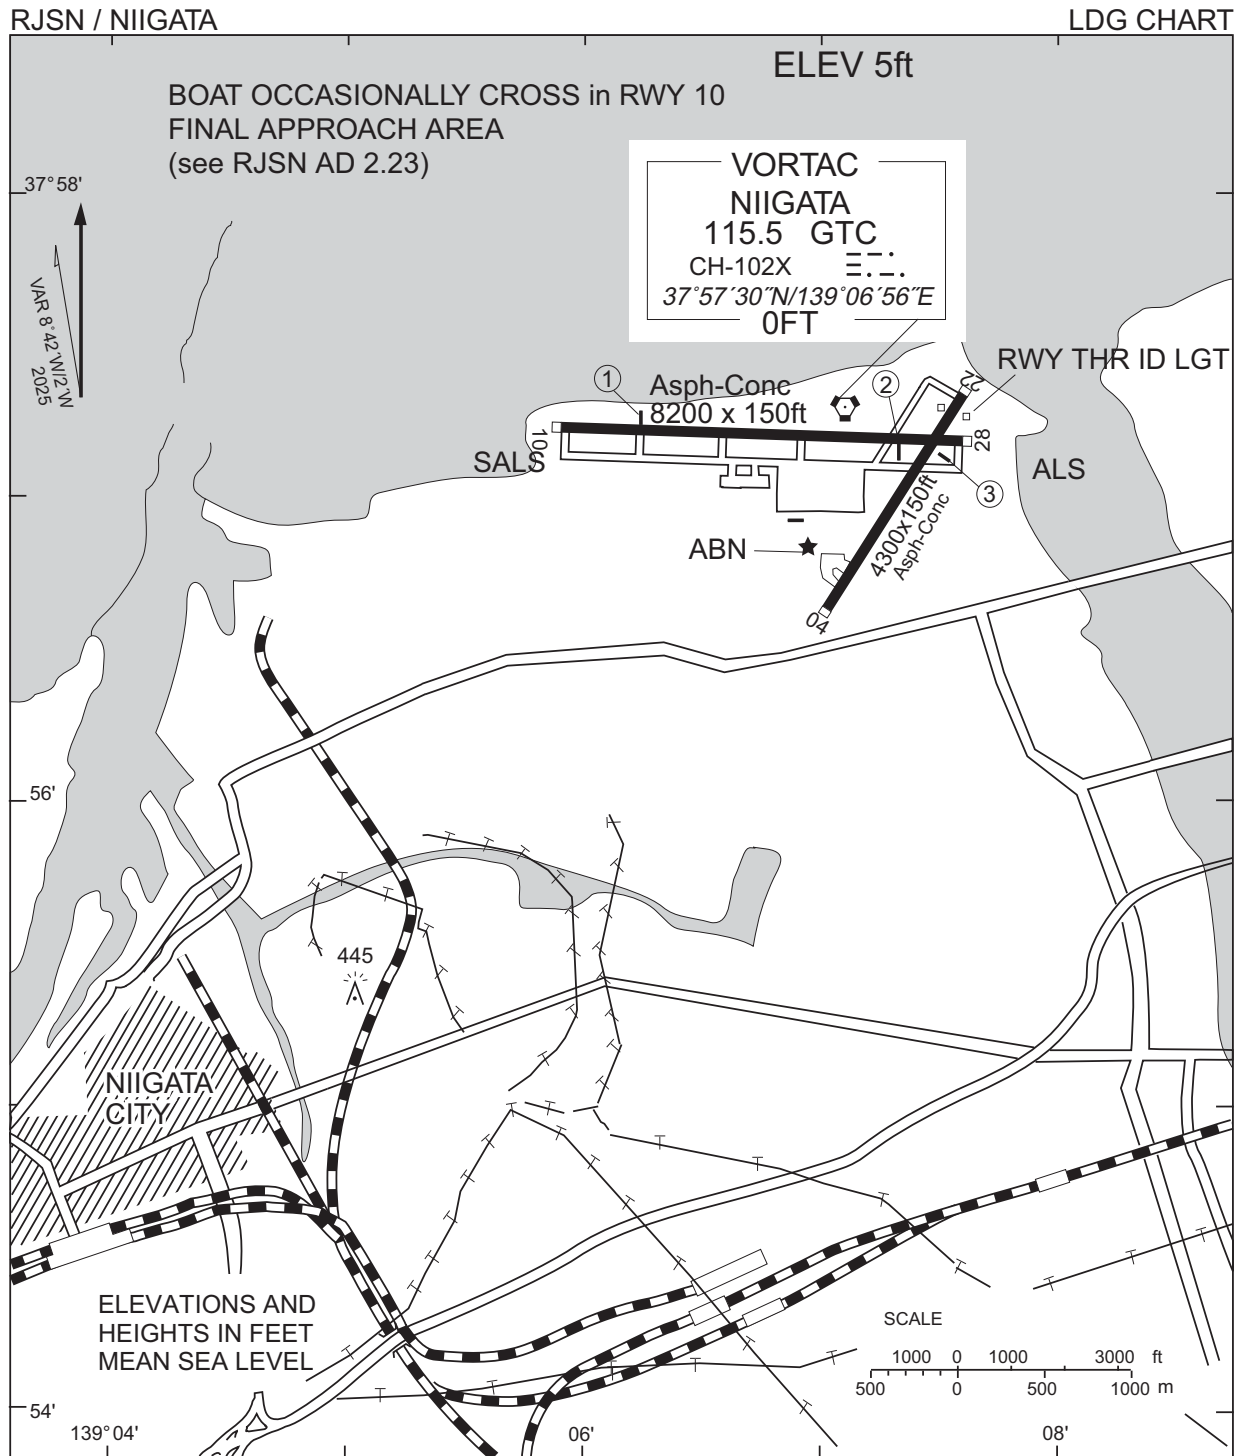 RJSN / NIIGATA
LDG CHART
ELEV 5ft
BOAT OCCASIONALLY CROSS in RWY 10
FINAL APPROACH AREA
(see RJSN AD 2.23)
VORTAC
NIIGATA
115.5 GTC
CH-102X
37°57´30˝N/139°06´56˝E
0FT
37°58'
VAR 8°42´W/2´W
2025
RWY THR ID LGT
1
Asph-Conc
8200 x 150ft
2
22
10
28
SALS
ALS
3
4300x150ft
Asph-Conc
ABN
04
56'
445
NIIGATA
CITY
ELEVATIONS AND
HEIGHTS IN FEET
MEAN SEA LEVEL
SCALE
1000 0 1000 3000 ft
500 0 500 1000 m
54'
139°04'
06'
08'